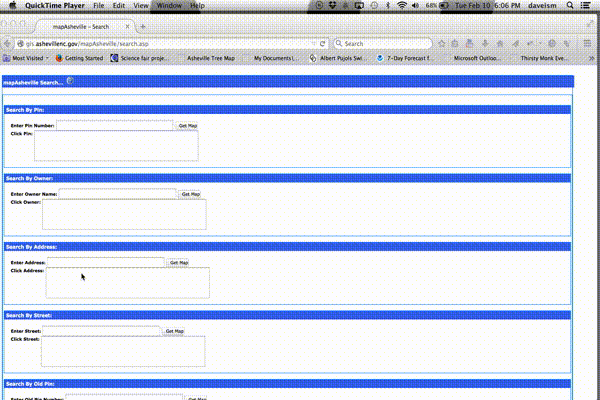 QuickTime Player File Edit View Window Help 68% Tue Feb 10 6:06 PM daveism
mapAsheville – Search
gis.ashevillenc.gov/mapAsheville/search.asp Search
Most Visited Getting Started Science fair proje... Asheville Tree Map My Documents (... Albert Pujols Swi... 7-Day Forecast f... Microsoft Outloo... Thirsty Monk Eve...
mapAsheville Search...
Search By Pin:
Enter Pin Number: Get Map
Click Pin:
Search By Owner:
Enter Owner Name: Get Map
Click Owner:
Search By Address:
Enter Address: Get Map
Click Address:
Search By Street:
Enter Street: Get Map
Click Street:
Search By Old Pin:
Enter Old Pin Number: Get Map